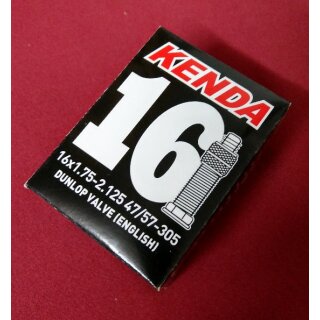 KENDA
16
16x1.75-2.125 47/57-305
DUNLOP VALVE (ENGLISH)